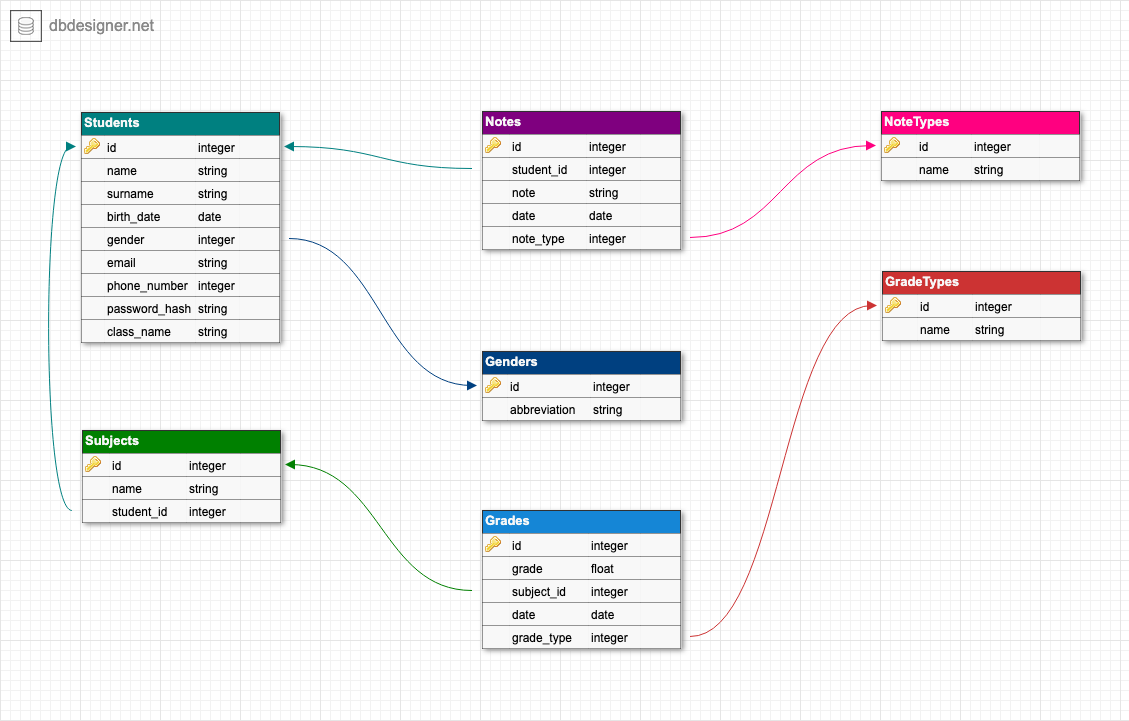 dbdesigner.net
Students
id integer
name string
surname string
birth_date date
gender integer
email string
phone_number integer
password_hash string
class_name string
Notes
id integer
student_id integer
note string
date date
note_type integer
NoteTypes
id integer
name string
GradeTypes
id integer
name string
Genders
id integer
abbreviation string
Subjects
id integer
name string
student_id integer
Grades
id integer
grade float
subject_id integer
date date
grade_type integer